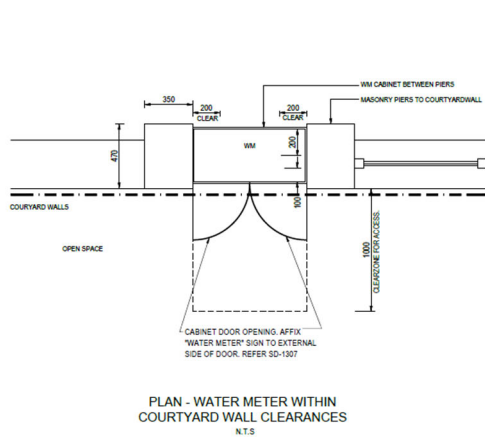 WM CABINET BETWEEN PIERS
350
200
CLEAR
200
CLEAR
MASONRY PIERS TO COURTYARDWALL
470
WM
200
100
COURYARD WALLS
OPEN SPACE
1000
CLEARZONE FOR ACCESS.
CABINET DOOR OPENING. AFFIX
"WATER METER" SIGN TO EXTERNAL
SIDE OF DOOR. REFER SD-1307
PLAN - WATER METER WITHIN
COURTYARD WALL CLEARANCES
N.T.S